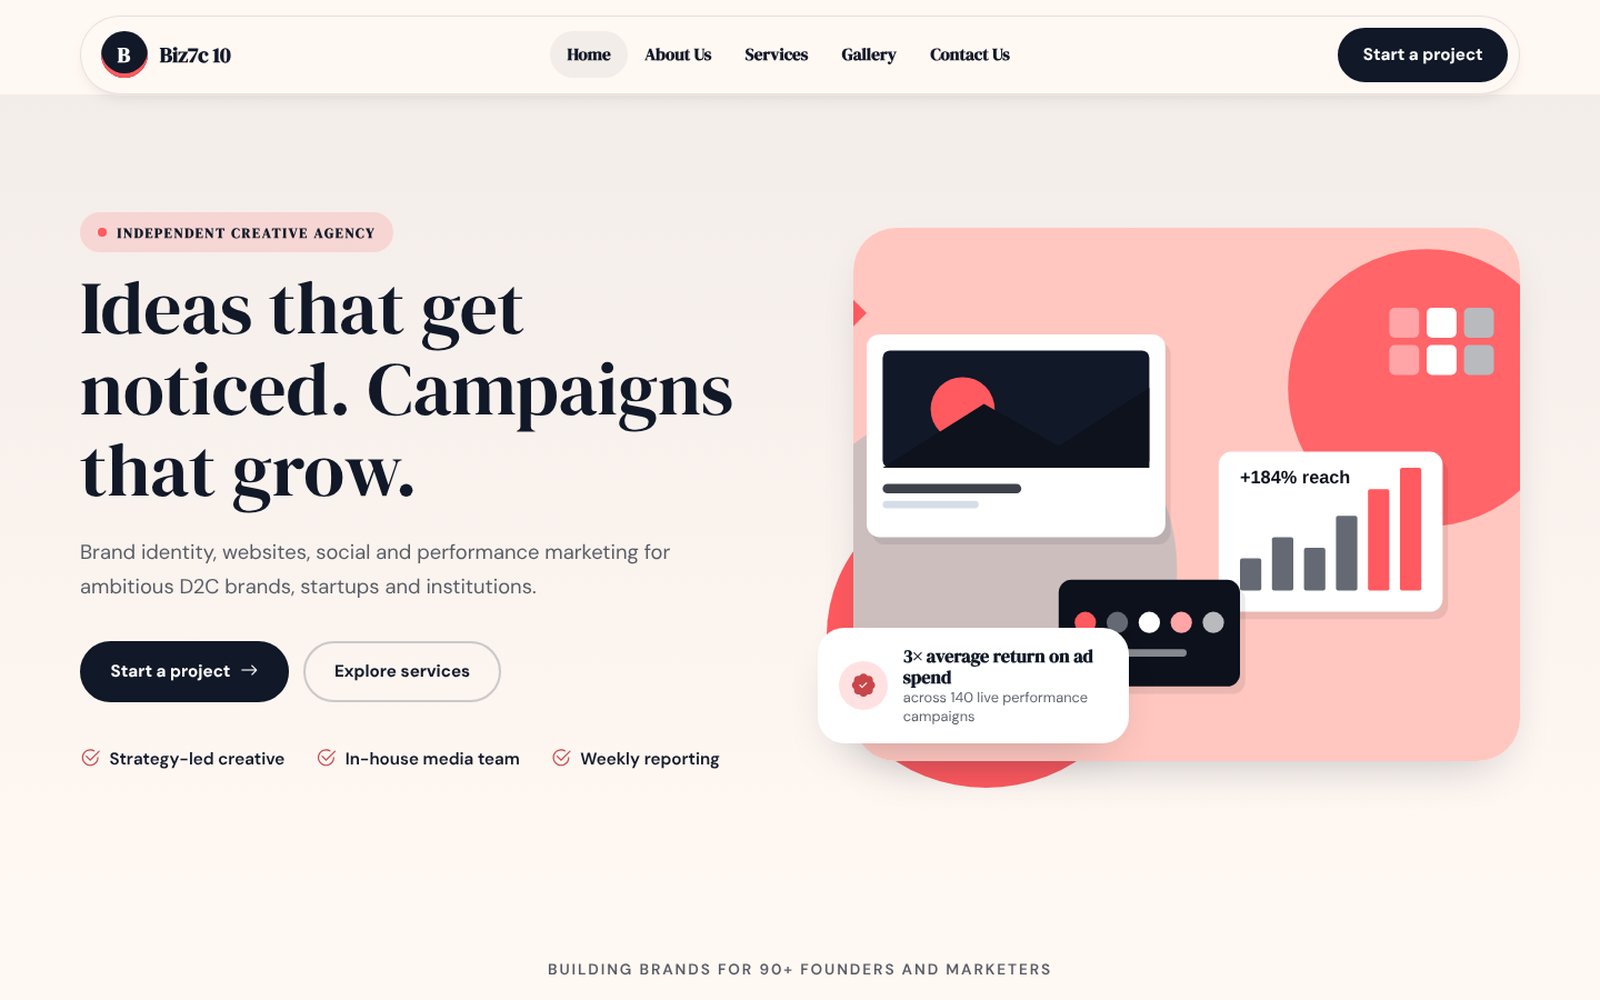 B
Biz7c 10
Home
About Us
Services
Gallery
Contact Us
Start a project
INDEPENDENT CREATIVE AGENCY
Ideas that get
noticed. Campaigns
that grow.
Brand identity, websites, social and performance marketing for
ambitious D2C brands, startups and institutions.
Start a project
Explore services
Strategy-led creative
In-house media team
Weekly reporting
+184% reach
3× average return on ad
spend
across 140 live performance
campaigns
BUILDING BRANDS FOR 90+ FOUNDERS AND MARKETERS